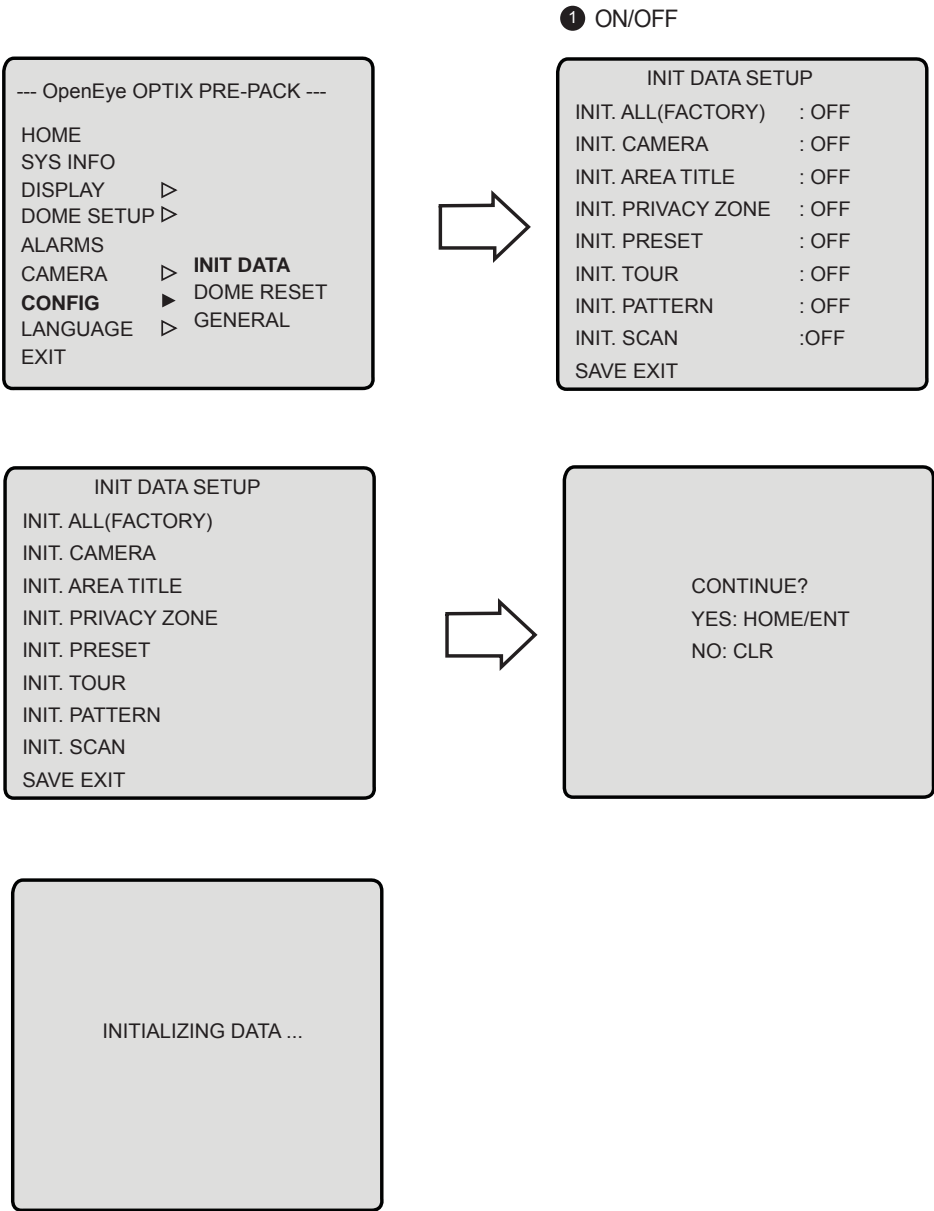 1 ON/OFF
--- OpenEye OPTIX PRE-PACK ---
HOME
SYS INFO
DISPLAY ▷
DOME SETUP ▷
ALARMS
CAMERA ▷
CONFIG ►
LANGUAGE ▷
EXIT
INIT DATA
DOME RESET
GENERAL
INIT DATA SETUP
INIT. ALL(FACTORY) : OFF
INIT. CAMERA : OFF
INIT. AREA TITLE : OFF
INIT. PRIVACY ZONE : OFF
INIT. PRESET : OFF
INIT. TOUR : OFF
INIT. PATTERN : OFF
INIT. SCAN :OFF
SAVE EXIT
INIT DATA SETUP
INIT. ALL(FACTORY)
INIT. CAMERA
INIT. AREA TITLE
INIT. PRIVACY ZONE
INIT. PRESET
INIT. TOUR
INIT. PATTERN
INIT. SCAN
SAVE EXIT
CONTINUE?
YES: HOME/ENT
NO: CLR
INITIALIZING DATA ...